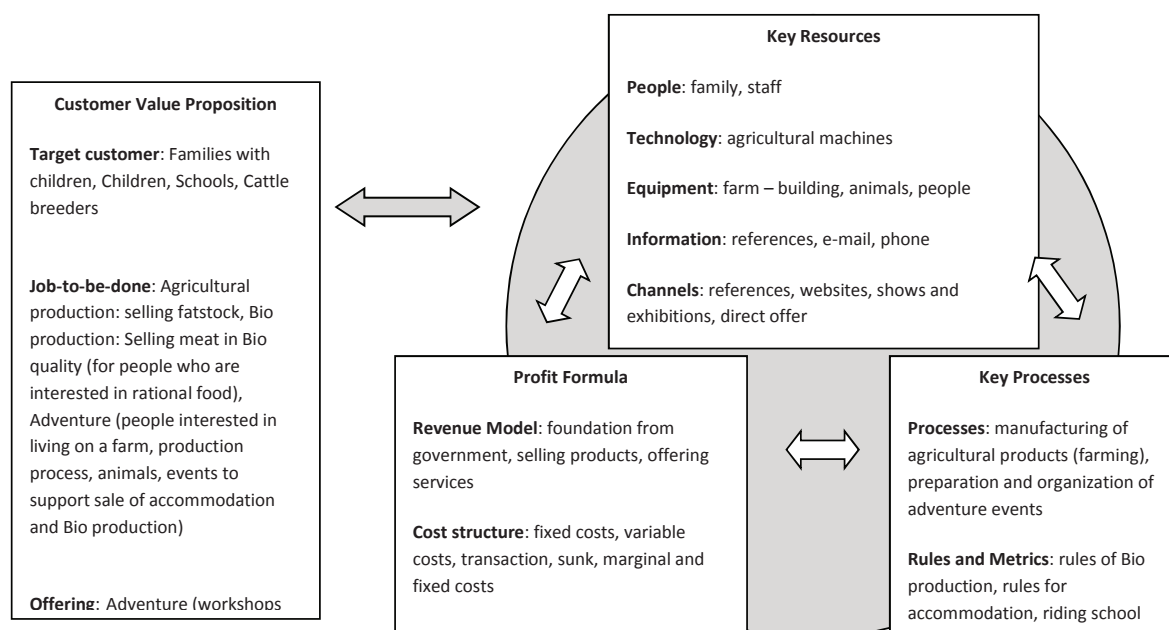 Customer Value Proposition
Target customer: Families with
children, Children, Schools, Cattle
breeders
Job-to-be-done: Agricultural
production: selling fatstock, Bio
production: Selling meat in Bio
quality (for people who are
interested in rational food),
Adventure (people interested in
living on a farm, production
process, animals, events to
support sale of accommodation
and Bio production)
Offering: Adventure (workshops
Key Resources
People: family, staff
Technology: agricultural machines
Equipment: farm – building, animals, people
Information: references, e-mail, phone
Channels: references, websites, shows and
exhibitions, direct offer
Profit Formula
Revenue Model: foundation from
government, selling products, offering
services
Cost structure: fixed costs, variable
costs, transaction, sunk, marginal and
fixed costs
Key Processes
Processes: manufacturing of
agricultural products (farming),
preparation and organization of
adventure events
Rules and Metrics: rules of Bio
production, rules for
accommodation, riding school